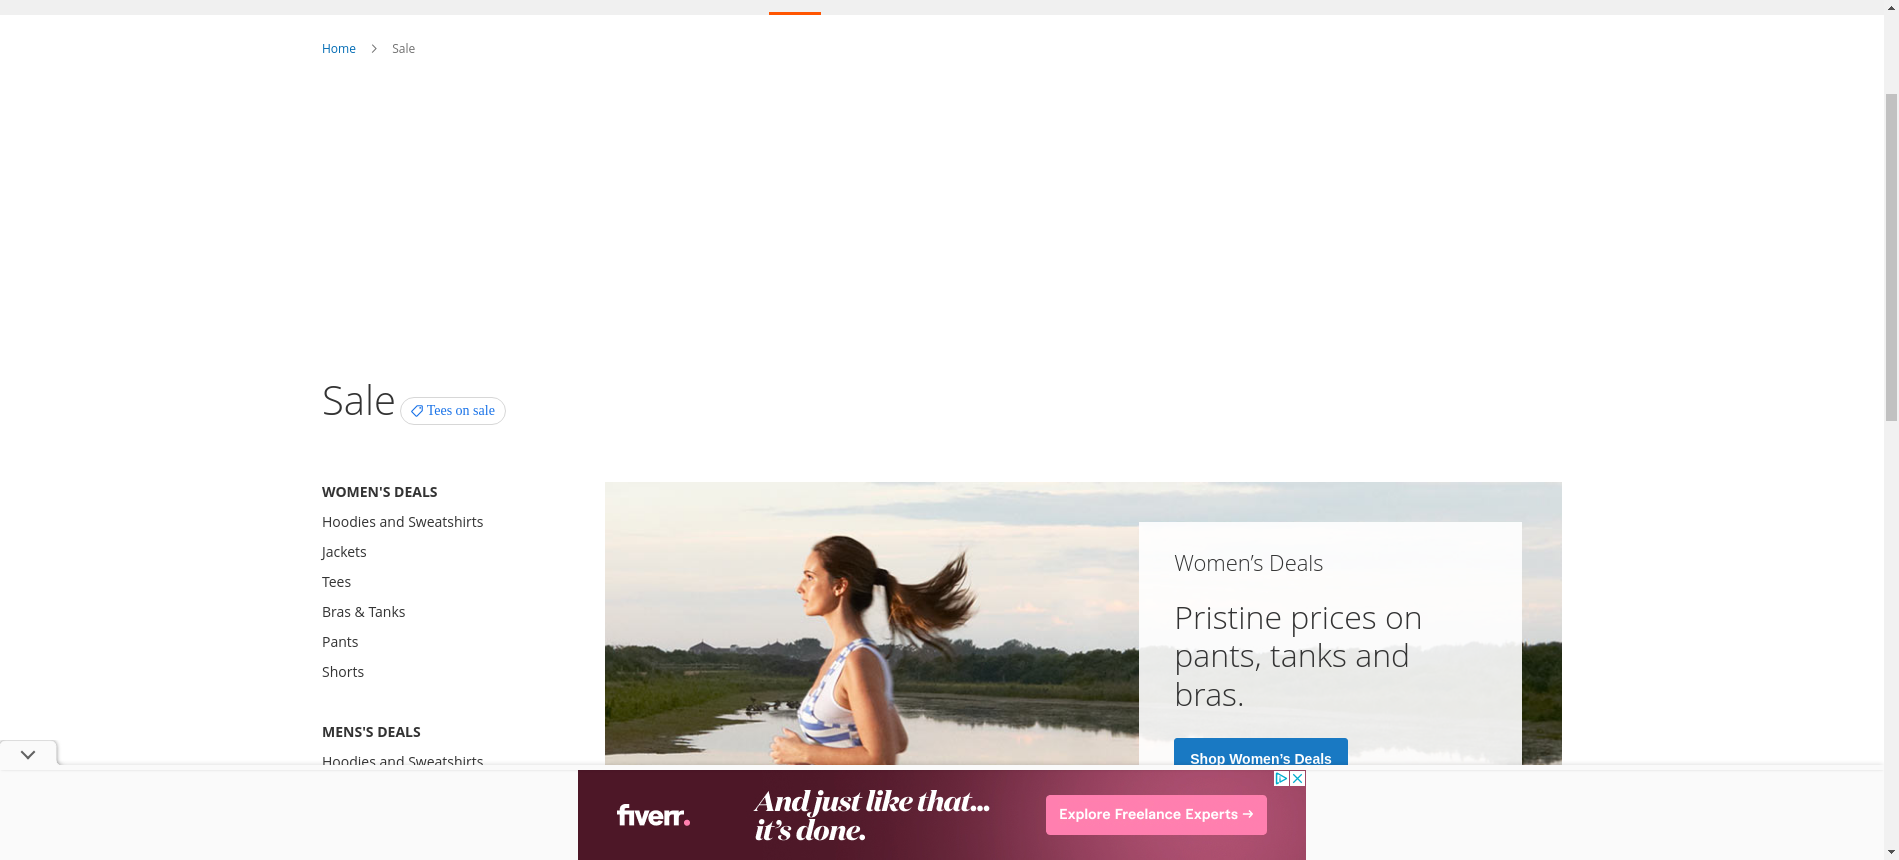 Home
Sale
Sale
Tees on sale
WOMEN'S DEALS
Hoodies and Sweatshirts
Jackets
Tees
Bras & Tanks
Pants
Shorts
MENS'S DEALS
Hoodies and Sweatshirts
Women’s Deals
Pristine prices on
pants, tanks and
bras.
Shop Women’s Deals
fiverr.
And just like that...
it’s done.
Explore Freelance Experts →